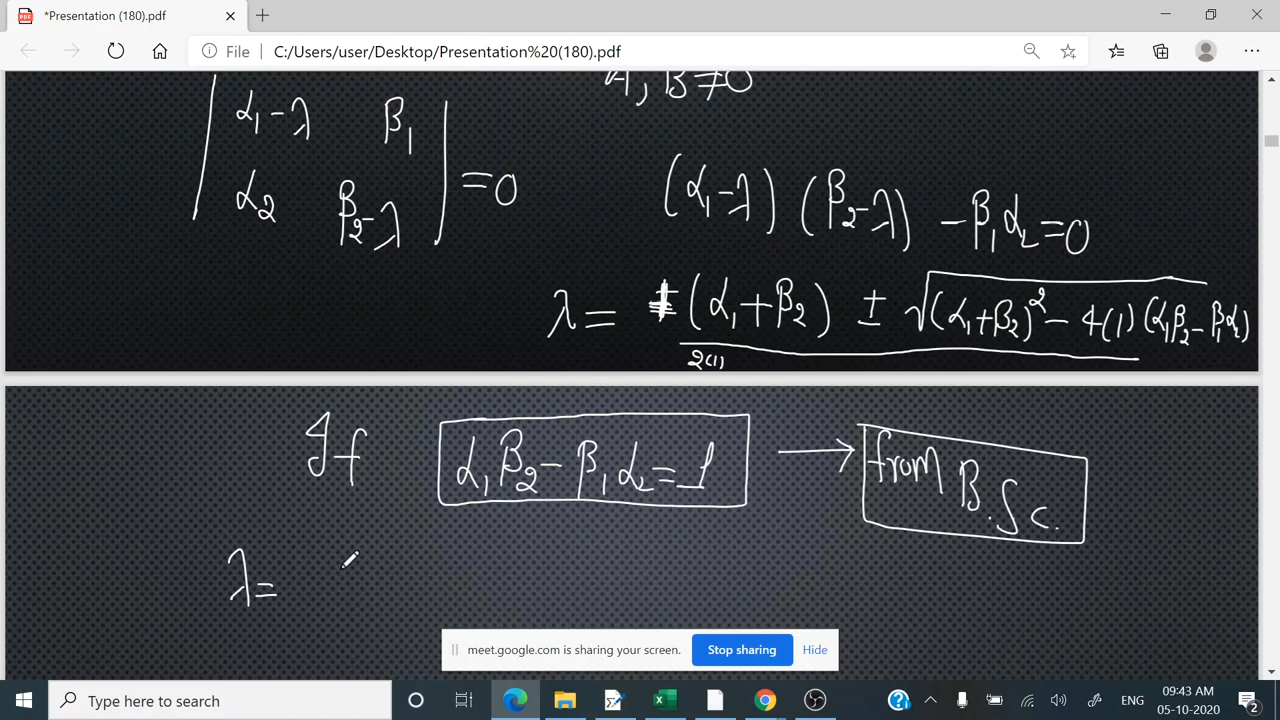 *Presentation (180).pdf
File C:/Users/user/Desktop/Presentation%20(180).pdf
A, B ≠ 0
| α₁-λ β₁ |
| α₂ β₂-λ | = 0
(α₁-λ) (β₂-λ) - β₁α₂ = 0
λ = +(α₁+β₂) ± √(α₁+β₂)² - 4(1)(α₁β₂ - β₁α₂)
2(1)
If α₁β₂ - β₁α₂ = 1 → from B.Sc.
λ =
meet.google.com is sharing your screen. Stop sharing Hide
Type here to search
ENG
09:43 AM
05-10-2020
2